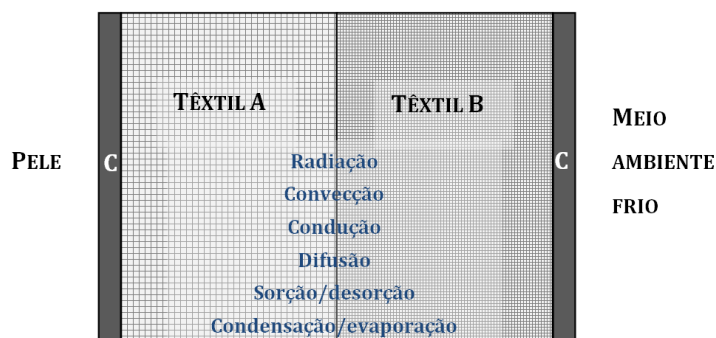 TÊXTIL A
TÊXTIL B
MEIO
PELE
C
Radiação
C
AMBIENTE
Convecção
FRIO
Condução
Difusão
Sorção/desorção
Condensação/evaporação